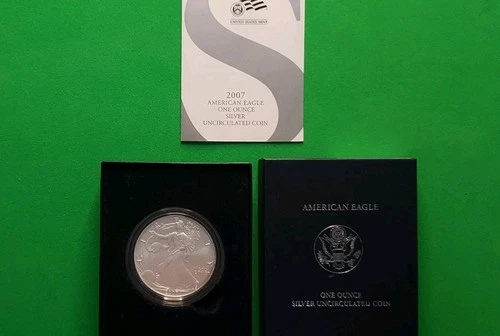 UNITED STATES MINT
2007
AMERICAN EAGLE
ONE OUNCE
SILVER
UNCIRCULATED COIN
AMERICAN EAGLE
ONE OUNCE
SILVER UNCIRCULATED COIN